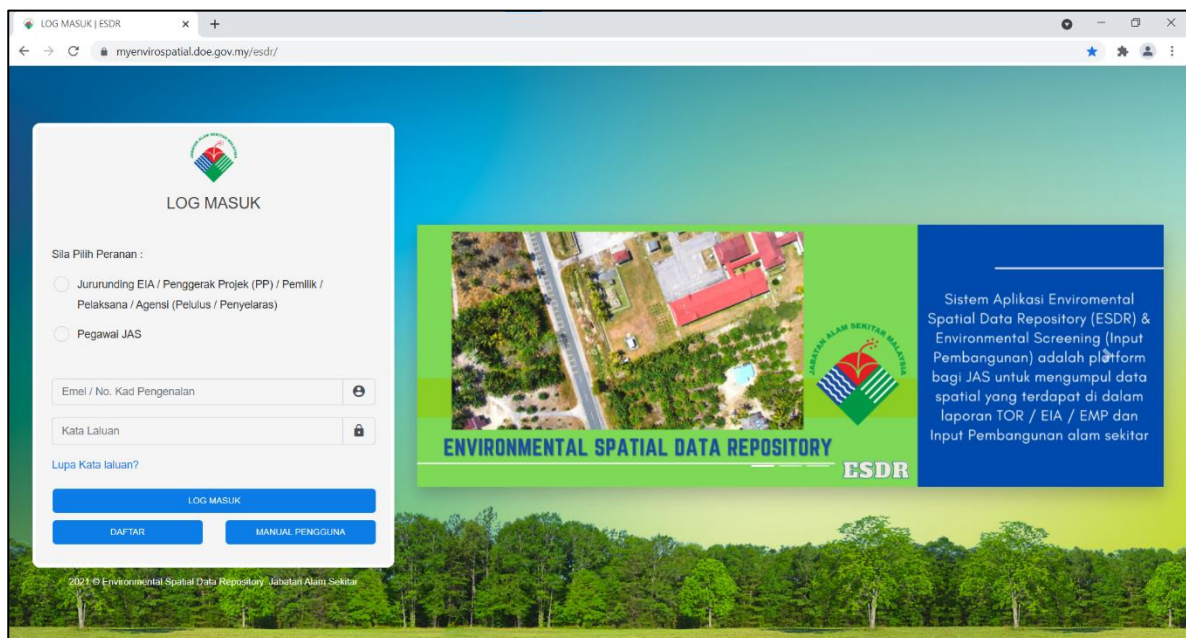 LOG MASUK | ESDR
myenvirospatial.doe.gov.my/esdr/
JABATAN ALAM SEKITAR MALAYSIA
LOG MASUK
Sila Pilih Peranan :
Jururunding EIA / Penggerak Projek (PP) / Pemilik /
Pelaksana / Agensi (Pelulus / Penyelaras)
Pegawai JAS
Emel / No. Kad Pengenalan
Kata Laluan
Lupa Kata laluan?
LOG MASUK
DAFTAR
MANUAL PENGGUNA
2021 © Environmental Spatial Data Repository Jabatan Alam Sekitar
JABATAN ALAM SEKITAR MALAYSIA
ENVIRONMENTAL SPATIAL DATA REPOSITORY
ESDR
Sistem Aplikasi Enviromental
Spatial Data Repository (ESDR) &
Environmental Screening (Input
Pembangunan) adalah platform
bagi JAS untuk mengumpul data
spatial yang terdapat di dalam
laporan TOR / EIA / EMP dan
Input Pembangunan alam sekitar